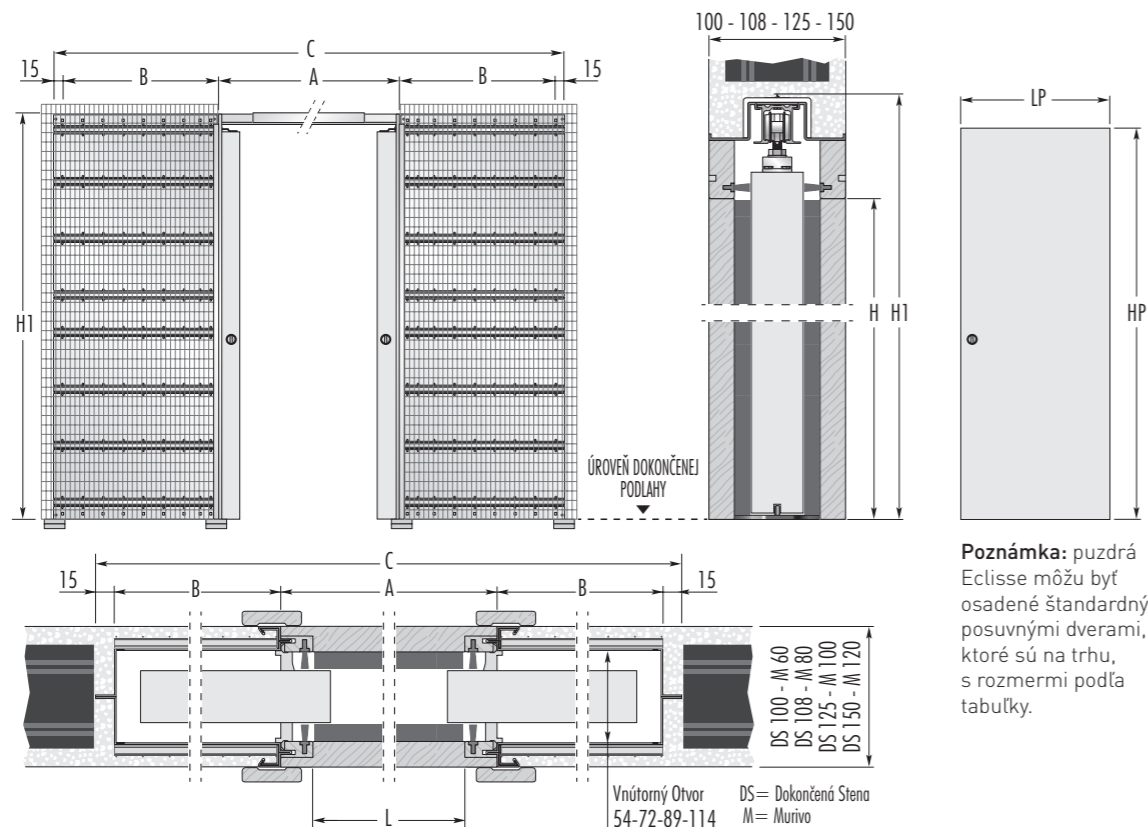 C
15 B A B 15
H1
100 - 108 - 125 - 150
H H1
LP
HP
ÚROVEŇ DOKONČENEJ
PODLAHY
C
15 B A B 15
L
DS 100 - M 60
DS 108 - M 80
DS 125 - M 100
DS 150 - M 120
Vnútorný Otvor
54-72-89-114
DS= Dokončená Stena
M= Murivo
Poznámka: puzdrá
Eclisse môžu byť
osadené štandardný
posuvnými dverami,
ktoré sú na trhu,
s rozmermi podľa
tabuľky.